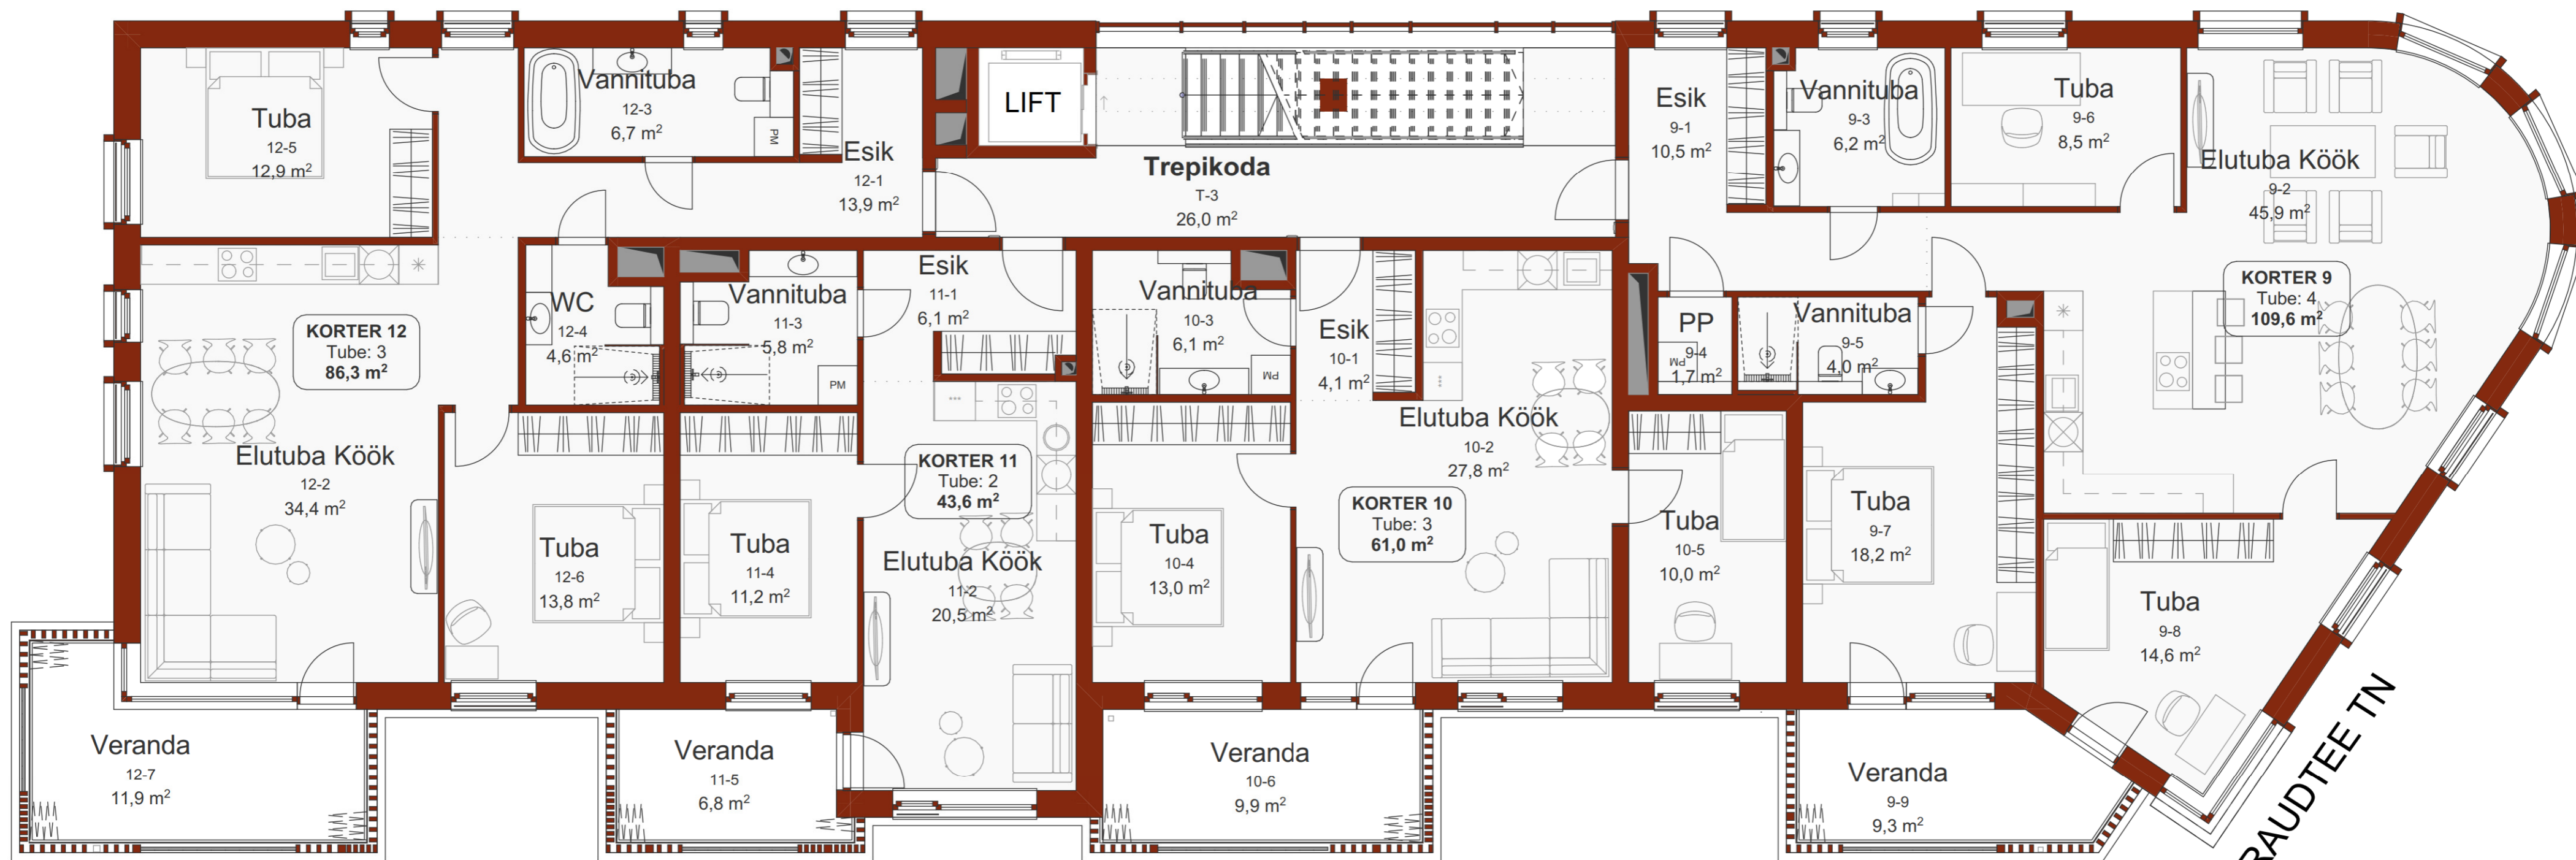 Tuba
12-5
12,9 m²
Vannituba
12-3
6,7 m²
PM
Esik
12-1
13,9 m²
LIFT
Trepikoda
T-3
26,0 m²
Esik
9-1
10,5 m²
Vannituba
9-3
6,2 m²
Tuba
9-6
8,5 m²
Elutuba Köök
9-2
45,9 m²
KORTER 9
Tube: 4
109,6 m²
KORTER 12
Tube: 3
86,3 m²
WC
12-4
4,6 m²
Vannituba
11-3
5,8 m²
PM
Esik
11-1
6,1 m²
Vannituba
10-3
6,1 m²
PM
Esik
10-1
4,1 m²
PP
9-4
PM
1,7 m²
Vannituba
9-5
4,0 m²
Elutuba Köök
12-2
34,4 m²
Tuba
12-6
13,8 m²
Tuba
11-4
11,2 m²
KORTER 11
Tube: 2
43,6 m²
Elutuba Köök
11-2
20,5 m²
Tuba
10-4
13,0 m²
Elutuba Köök
10-2
27,8 m²
KORTER 10
Tube: 3
61,0 m²
Tuba
10-5
10,0 m²
Tuba
9-7
18,2 m²
Tuba
9-8
14,6 m²
Veranda
12-7
11,9 m²
Veranda
11-5
6,8 m²
Veranda
10-6
9,9 m²
Veranda
9-9
9,3 m²
RAUDTEE TN